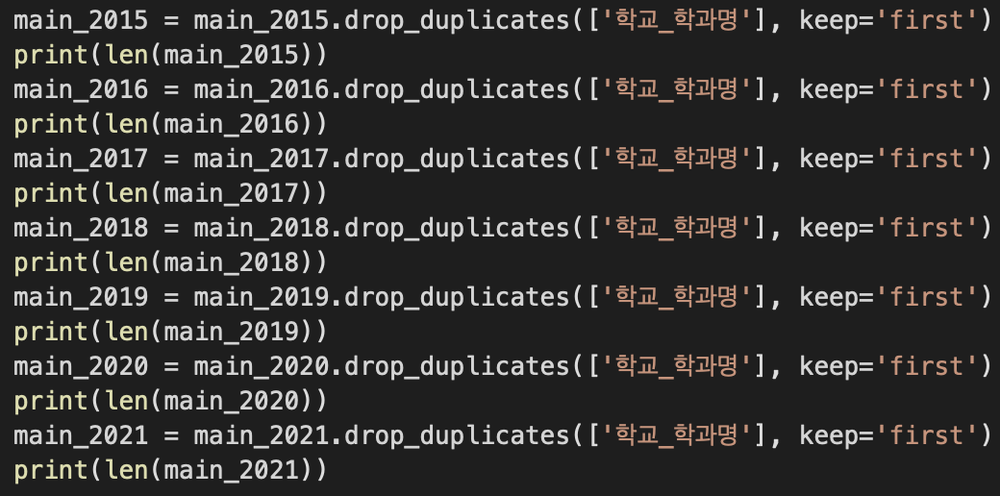 main_2015 = main_2015.drop_duplicates(['학교_학과명'], keep='first')
print(len(main_2015))
main_2016 = main_2016.drop_duplicates(['학교_학과명'], keep='first')
print(len(main_2016))
main_2017 = main_2017.drop_duplicates(['학교_학과명'], keep='first')
print(len(main_2017))
main_2018 = main_2018.drop_duplicates(['학교_학과명'], keep='first')
print(len(main_2018))
main_2019 = main_2019.drop_duplicates(['학교_학과명'], keep='first')
print(len(main_2019))
main_2020 = main_2020.drop_duplicates(['학교_학과명'], keep='first')
print(len(main_2020))
main_2021 = main_2021.drop_duplicates(['학교_학과명'], keep='first')
print(len(main_2021))